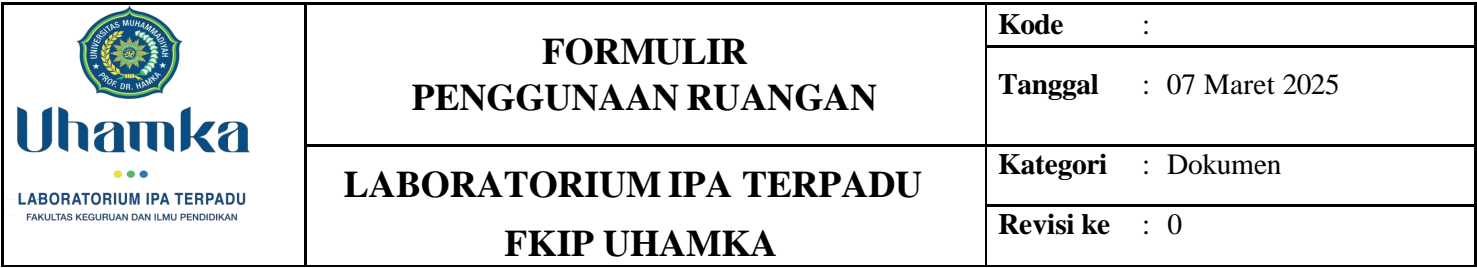 UNIVERSITAS MUHAMMADIYAH
PROF. DR. HAMKA
Uhamka
LABORATORIUM IPA TERPADU
FAKULTAS KEGURUAN DAN ILMU PENDIDIKAN
FORMULIR
PENGGUNAAN RUANGAN
LABORATORIUM IPA TERPADU
FKIP UHAMKA
Kode :
Tanggal : 07 Maret 2025
Kategori : Dokumen
Revisi ke : 0